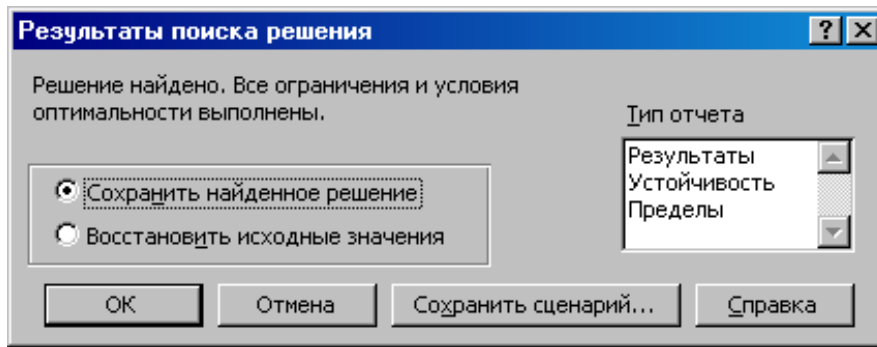 Результаты поиска решения
Решение найдено. Все ограничения и условия
оптимальности выполнены.
Тип отчета
Результаты
Устойчивость
Пределы
Сохранить найденное решение
Восстановить исходные значения
ОК
Отмена
Сохранить сценарий...
Справка